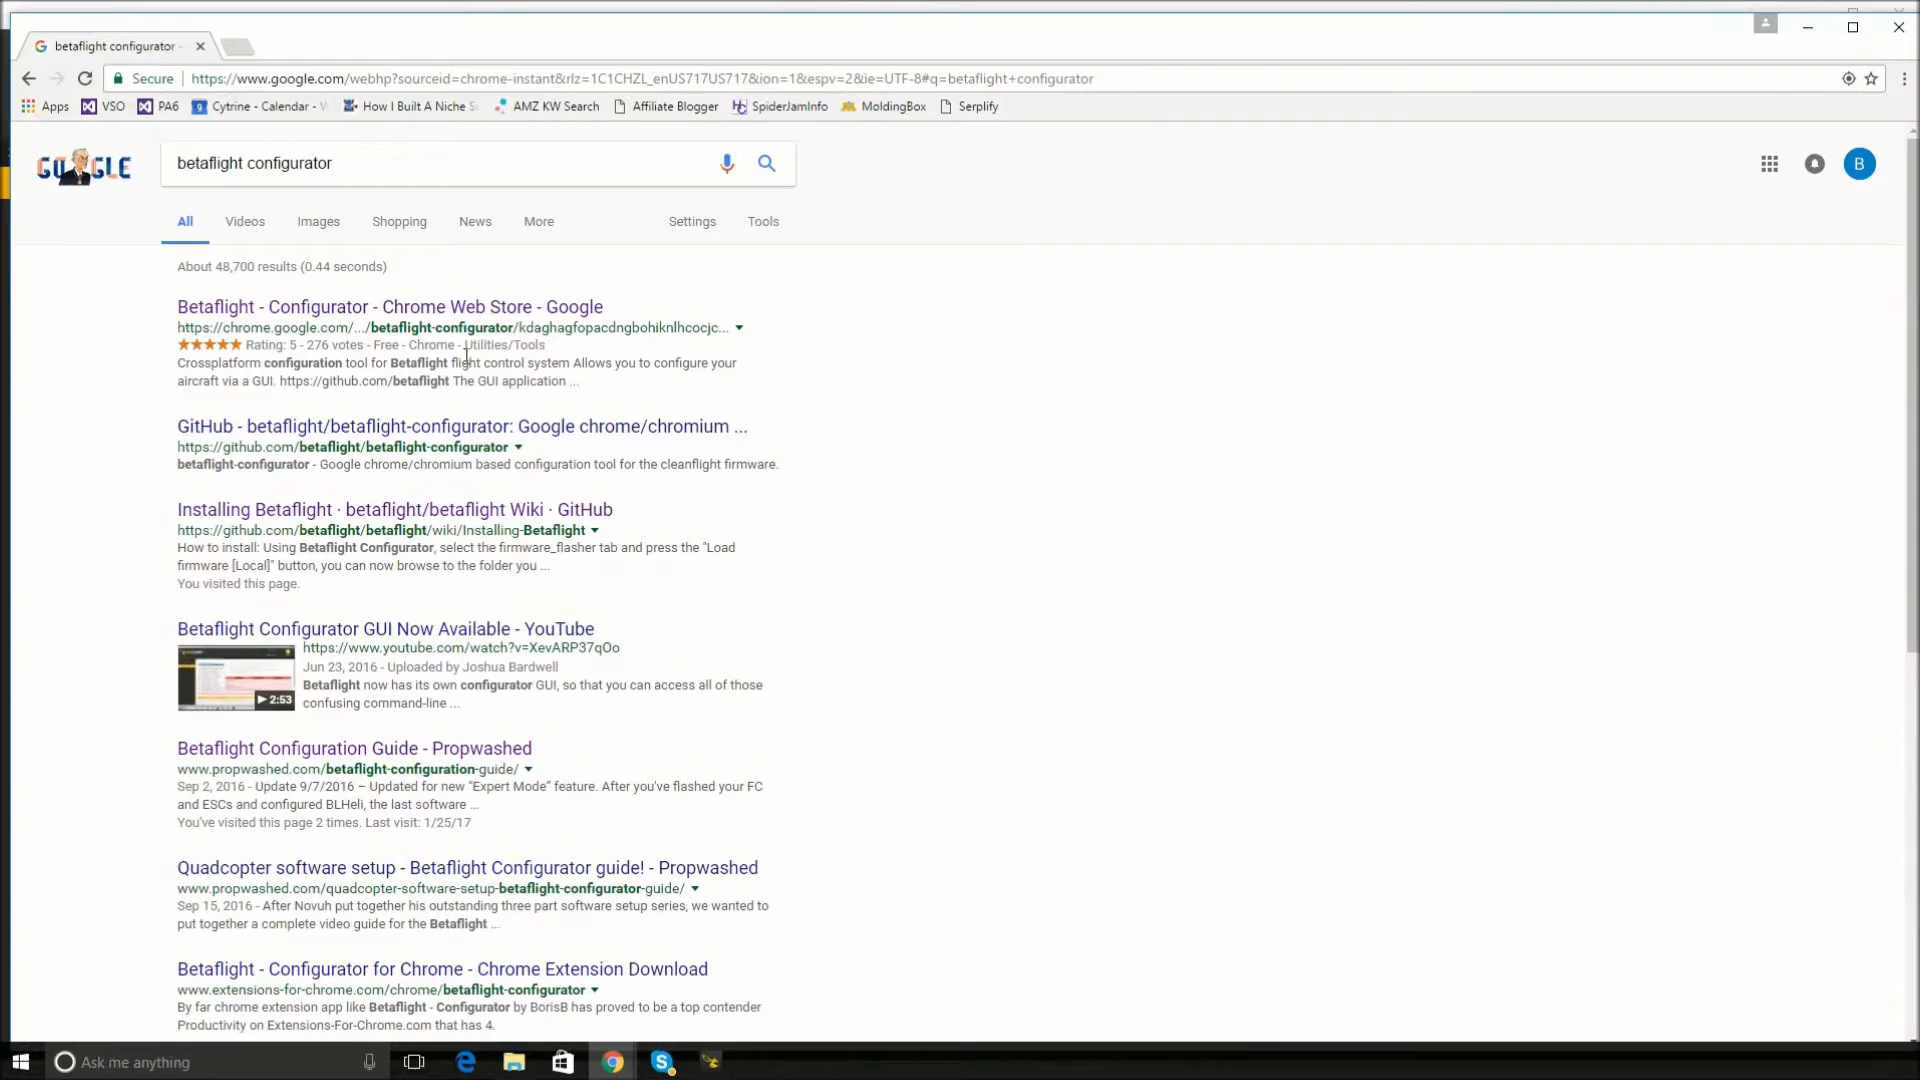 betaflight configurator -
Secure https://www.google.com/webhp?sourceid=chrome-instant&rlz=1C1CHZL_enUS717US717&ion=1&espv=2&ie=UTF-8#q=betaflight+configurator
Apps VSO PA6 Cytrine - Calendar - How I Built A Niche AMZ KW Search Affiliate Blogger SpiderJamInfo MoldingBox Serplify
GOOGLE betaflight configurator B
All Videos Images Shopping News More Settings Tools
About 48,700 results (0.44 seconds)
Betaflight - Configurator - Chrome Web Store - Google
https://chrome.google.com/.../betaflight-configurator/kdaghagfopacdngbohiknlhcocjc...
Rating: 5 - 276 votes - Free - Chrome - Utilities/Tools
Crossplatform configuration tool for Betaflight flight control system Allows you to configure your
aircraft via a GUI. https://github.com/betaflight The GUI application ...
GitHub - betaflight/betaflight-configurator: Google chrome/chromium ...
https://github.com/betaflight/betaflight-configurator
betaflight-configurator - Google chrome/chromium based configuration tool for the cleanflight firmware.
Installing Betaflight · betaflight/betaflight Wiki · GitHub
https://github.com/betaflight/betaflight/wiki/Installing-Betaflight
How to install: Using Betaflight Configurator, select the firmware_flasher tab and press the "Load
firmware [Local]" button, you can now browse to the folder you ...
You visited this page.
Betaflight Configurator GUI Now Available - YouTube
https://www.youtube.com/watch?v=XevARP37qOo
Jun 23, 2016 - Uploaded by Joshua Bardwell
Betaflight now has its own configurator GUI, so that you can access all of those
2:53 confusing command-line ...
Betaflight Configuration Guide - Propwashed
www.propwashed.com/betaflight-configuration-guide/
Sep 2, 2016 - Update 9/7/2016 – Updated for new “Expert Mode” feature. After you've flashed your FC
and ESCs and configured BLHeli, the last software ...
You've visited this page 2 times. Last visit: 1/25/17
Quadcopter software setup - Betaflight Configurator guide! - Propwashed
www.propwashed.com/quadcopter-software-setup-betaflight-configurator-guide/
Sep 15, 2016 - After Novuh put together his outstanding three part software setup series, we wanted to
put together a complete video guide for the Betaflight ...
Betaflight - Configurator for Chrome - Chrome Extension Download
www.extensions-for-chrome.com/chrome/betaflight-configurator
By far chrome extension app like Betaflight - Configurator by BorisB has proved to be a top contender
Productivity on Extensions-For-Chrome.com that has 4.
Ask me anything